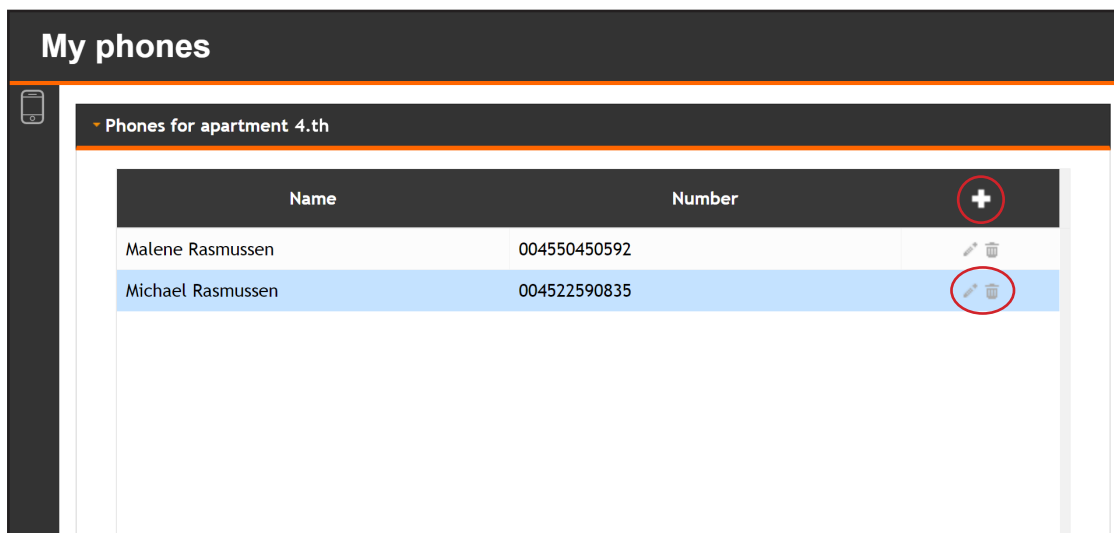 My phones
Phones for apartment 4.th
Name Number
Malene Rasmussen 004550450592
Michael Rasmussen 004522590835